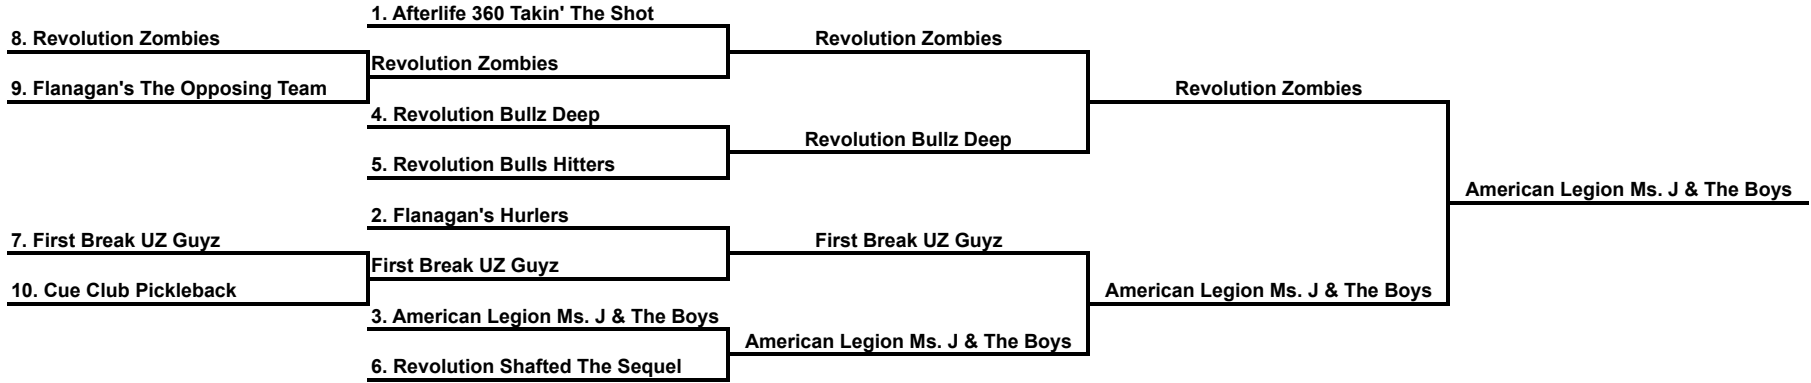 1. Afterlife 360 Takin' The Shot
8. Revolution Zombies
Revolution Zombies
Revolution Zombies
9. Flanagan's The Opposing Team
Revolution Zombies
4. Revolution Bullz Deep
Revolution Bullz Deep
5. Revolution Bulls Hitters
American Legion Ms. J & The Boys
2. Flanagan's Hurlers
7. First Break UZ Guyz
First Break UZ Guyz
First Break UZ Guyz
10. Cue Club Pickleback
American Legion Ms. J & The Boys
3. American Legion Ms. J & The Boys
American Legion Ms. J & The Boys
6. Revolution Shafted The Sequel